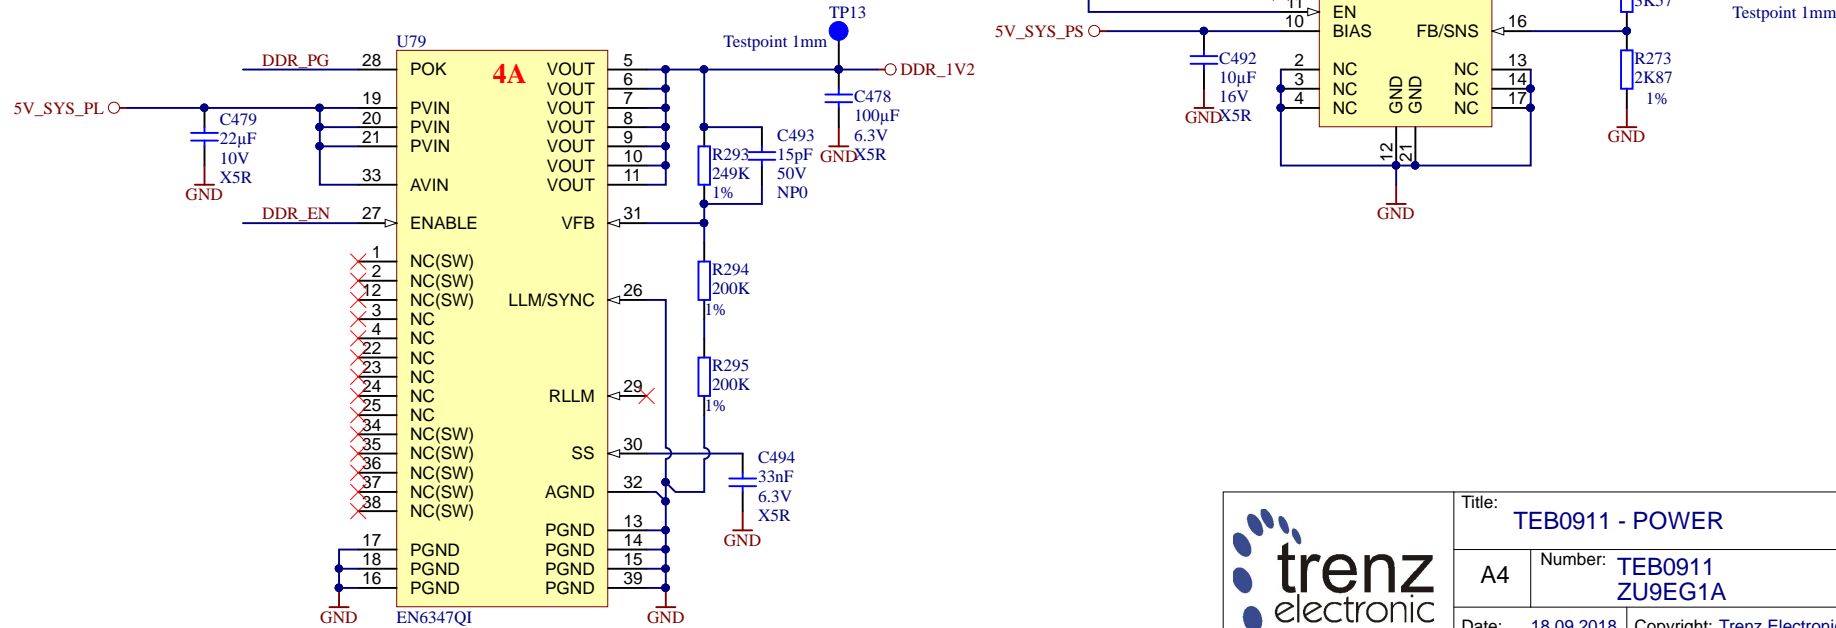 TP13
Testpoint 1mm
U79
DDR_PG
28
POK
4A
VOUT
5
DDR_1V2
VOUT
6
5V_SYS_PL
19
PVIN
VOUT
7
20
PVIN
VOUT
8
21
PVIN
VOUT
9
VOUT
10
33
AVIN
VOUT
11
C479
22µF
10V
X5R
GND
C478
100µF
6.3V
X5R
GND
C493
15pF
50V
NP0
R293
249K
1%
DDR_EN
27
ENABLE
VFB
31
1
NC(SW)
2
NC(SW)
12
NC(SW)
LLM/SYNC
26
3
NC
4
NC
22
NC
23
NC
24
NC
RLLM
29
25
NC
34
NC(SW)
35
NC(SW)
SS
30
36
NC(SW)
37
NC(SW)
AGND
32
38
NC(SW)
PGND
13
17
PGND
PGND
14
18
PGND
PGND
15
16
PGND
PGND
39
GND
EN6347QI
GND
R294
200K
1%
R295
200K
1%
C494
33nF
6.3V
X5R
GND
11
EN
5V_SYS_PS
10
BIAS
FB/SNS
16
Testpoint 1mm
C492
10µF
16V
X5R
GND
2
NC
NC
13
3
NC
NC
14
4
NC
NC
17
GND
GND
12
21
GND
R273
2K87
1%
GND
trenz
electronic
Title:
TEB0911 - POWER
A4
Number:
TEB0911
ZU9EG1A
Date:
18.09.2018
Copyright: Trenz Electronic